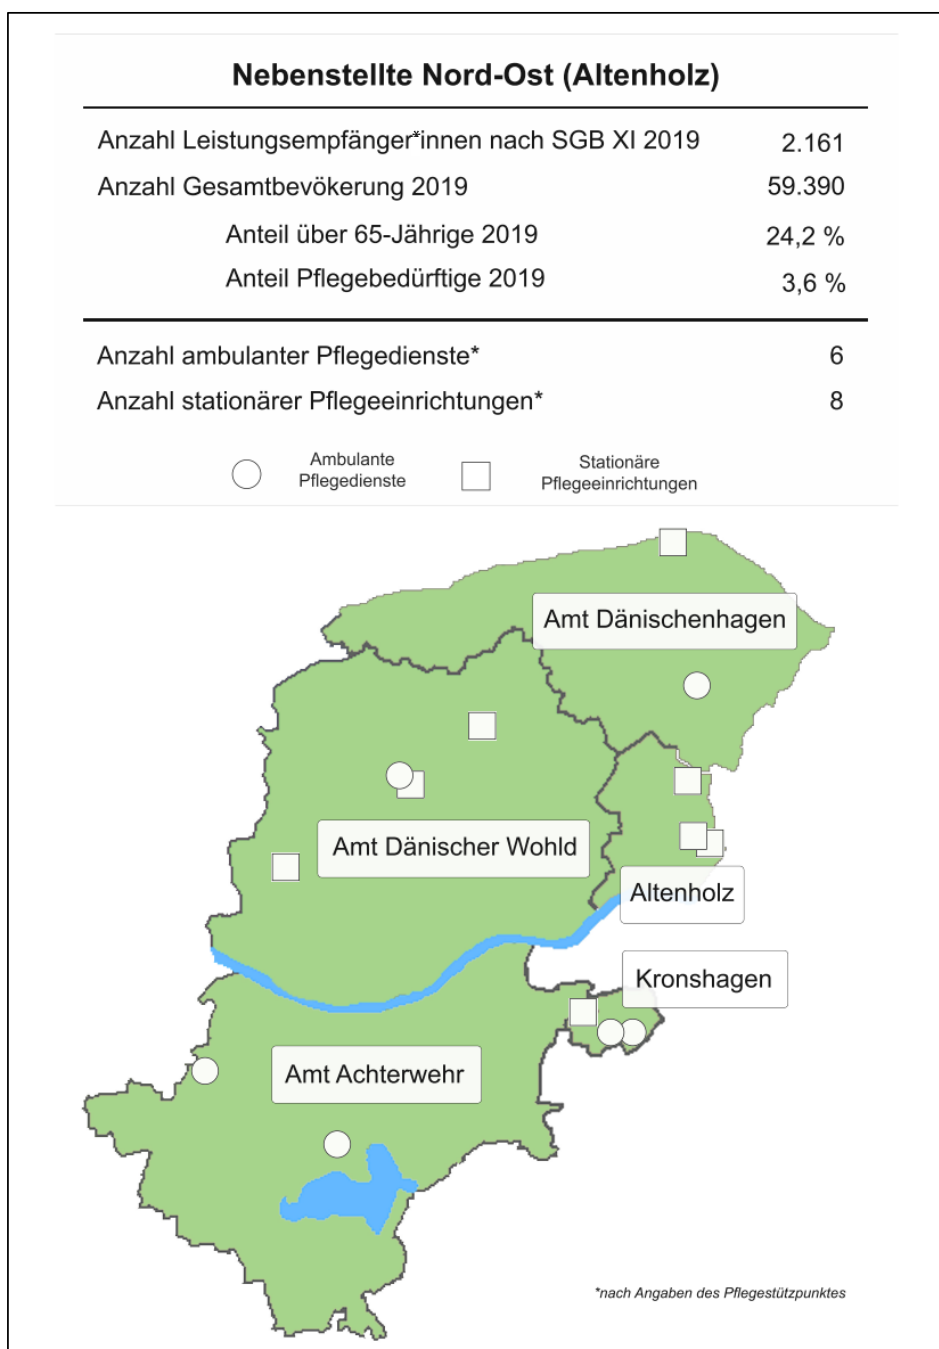 Nebenstellte Nord-Ost (Altenholz)
Anzahl Leistungsempfänger*innen nach SGB XI 2019 2.161
Anzahl Gesamtbevökerung 2019 59.390
Anteil über 65-Jährige 2019 24,2 %
Anteil Pflegebedürftige 2019 3,6 %
Anzahl ambulanter Pflegedienste* 6
Anzahl stationärer Pflegeeinrichtungen* 8
Ambulante
Pflegedienste
Stationäre
Pflegeeinrichtungen
Amt Dänischenhagen
Amt Dänischer Wohld
Altenholz
Kronshagen
Amt Achterwehr
*nach Angaben des Pflegestützpunktes